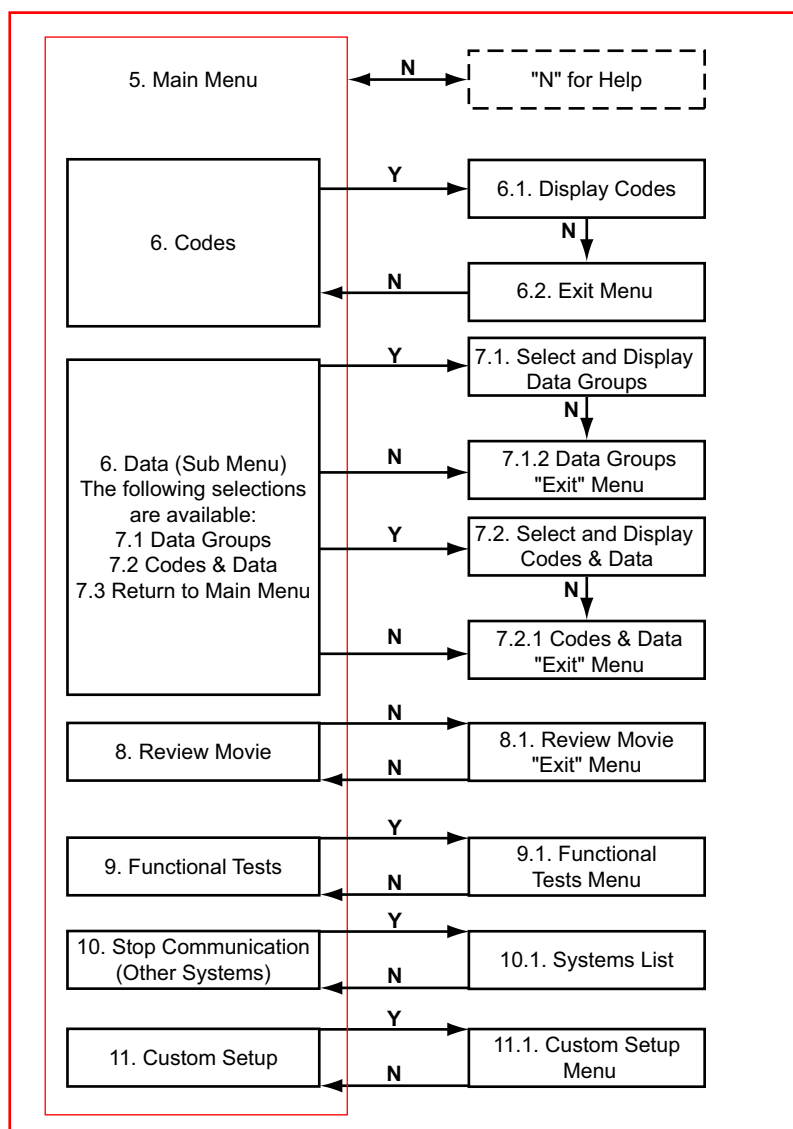 5. Main Menu
N
"N" for Help
6. Codes
Y
6.1. Display Codes
N
N
6.2. Exit Menu
6. Data (Sub Menu)
The following selections
are available:
7.1 Data Groups
7.2 Codes & Data
7.3 Return to Main Menu
Y
7.1. Select and Display
Data Groups
N
N
7.1.2 Data Groups
"Exit" Menu
Y
7.2. Select and Display
Codes & Data
N
N
7.2.1 Codes & Data
"Exit" Menu
8. Review Movie
N
N
8.1. Review Movie
"Exit" Menu
9. Functional Tests
Y
N
9.1. Functional
Tests Menu
10. Stop Communication
(Other Systems)
Y
N
10.1. Systems List
11. Custom Setup
Y
N
11.1. Custom Setup
Menu